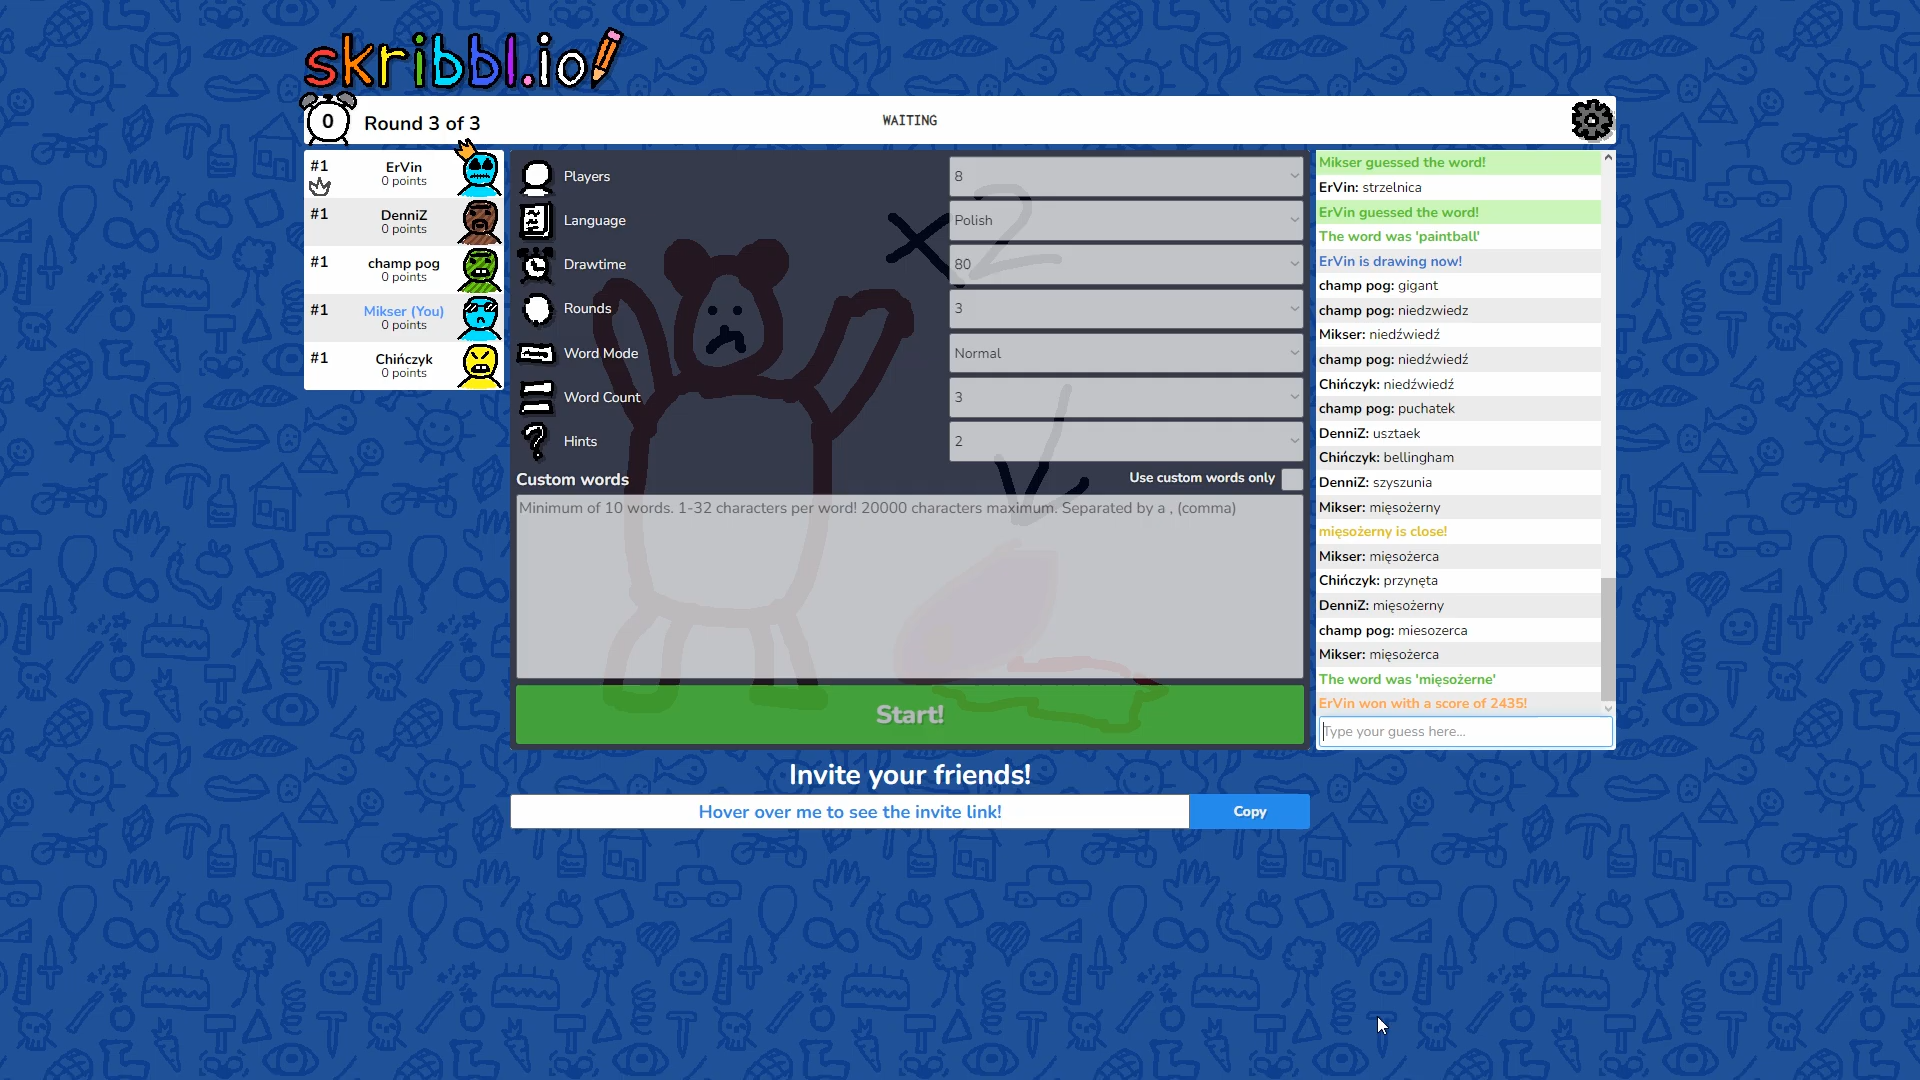 skribbl.io
0
Round 3 of 3
WAITING
#1
ErVin
0 points
#1
DenniZ
0 points
#1
champ pog
0 points
#1
Mikser (You)
0 points
#1
Chińczyk
0 points
Players
8
Language
Polish
Drawtime
80
Rounds
3
Word Mode
Normal
Word Count
3
Hints
2
x2
Custom words
Use custom words only
Minimum of 10 words. 1-32 characters per word! 20000 characters maximum. Separated by a , (comma)
Start!
Invite your friends!
Hover over me to see the invite link!
Copy
Mikser guessed the word!
ErVin: strzelnica
ErVin guessed the word!
The word was 'paintball'
ErVin is drawing now!
champ pog: gigant
champ pog: niedzwiedz
Mikser: niedźwiedź
champ pog: niedźwiedź
Chińczyk: niedźwiedź
champ pog: puchatek
DenniZ: usztaek
Chińczyk: bellingham
DenniZ: szyszunia
Mikser: mięsożerny
mięsożerny is close!
Mikser: mięsożerca
Chińczyk: przynęta
DenniZ: mięsożerny
champ pog: miesozerca
Mikser: mięsożerca
The word was 'mięsożerne'
ErVin won with a score of 2435!
Type your guess here...